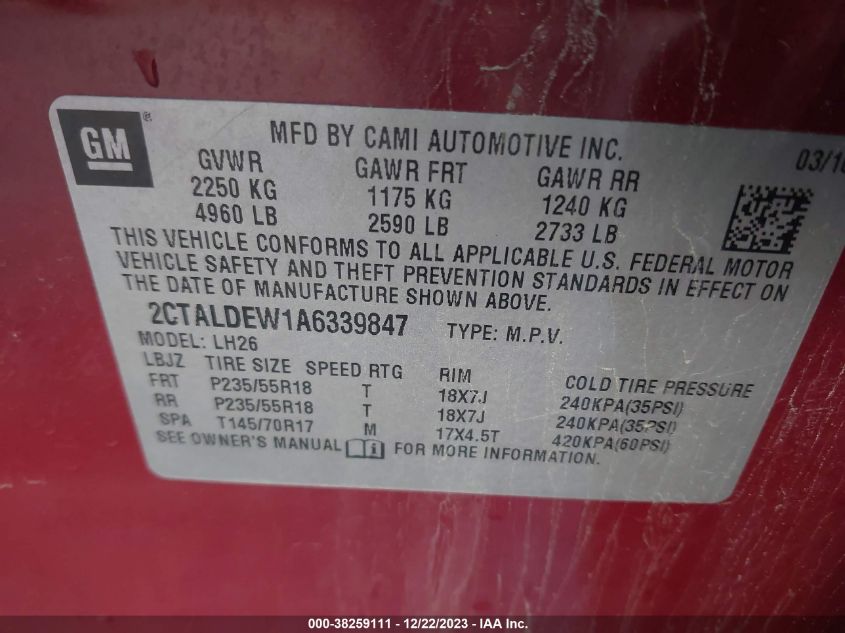 GM®
MFD BY CAMI AUTOMOTIVE INC. 03/10
GVWR GAWR FRT GAWR RR
2250 KG 1175 KG 1240 KG
4960 LB 2590 LB 2733 LB
THIS VEHICLE CONFORMS TO ALL APPLICABLE U.S. FEDERAL MOTOR
VEHICLE SAFETY AND THEFT PREVENTION STANDARDS IN EFFECT ON
THE DATE OF MANUFACTURE SHOWN ABOVE.
2CTALDEW1A6339847 TYPE: M.P.V.
MODEL: LH26
LBJZ TIRE SIZE SPEED RTG RIM COLD TIRE PRESSURE
FRT P235/55R18 T 18X7J 240KPA(35PSI)
RR P235/55R18 T 18X7J 240KPA(35PSI)
SPA T145/70R17 M 17X4.5T 420KPA(60PSI)
SEE OWNER'S MANUAL FOR MORE INFORMATION.
000-38259111 - 12/22/2023 - IAA Inc.